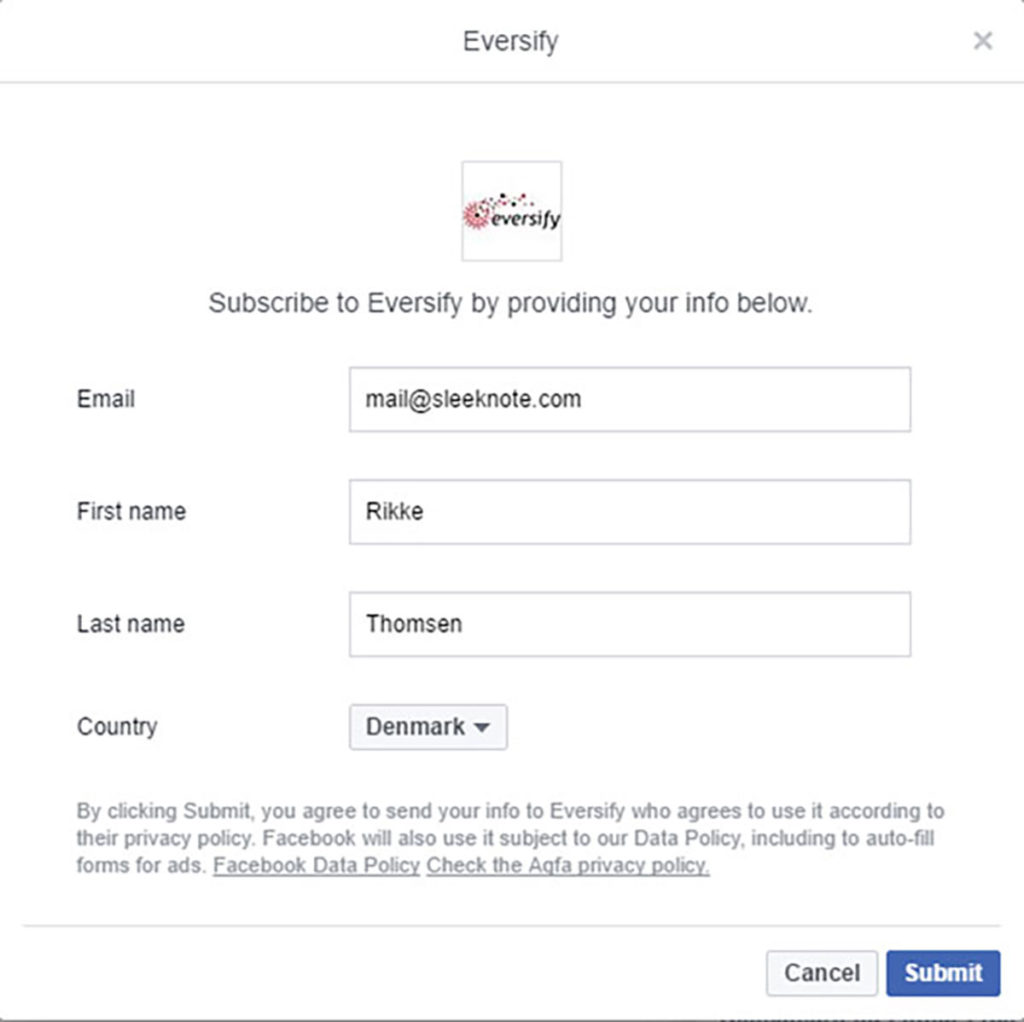 Eversify
eversify
Subscribe to Eversify by providing your info below.
Email
mail@sleeknote.com
First name
Rikke
Last name
Thomsen
Country
Denmark
By clicking Submit, you agree to send your info to Eversify who agrees to use it according to
their privacy policy. Facebook will also use it subject to our Data Policy, including to auto-fill
forms for ads. Facebook Data Policy Check the Aqfa privacy policy.
Cancel
Submit